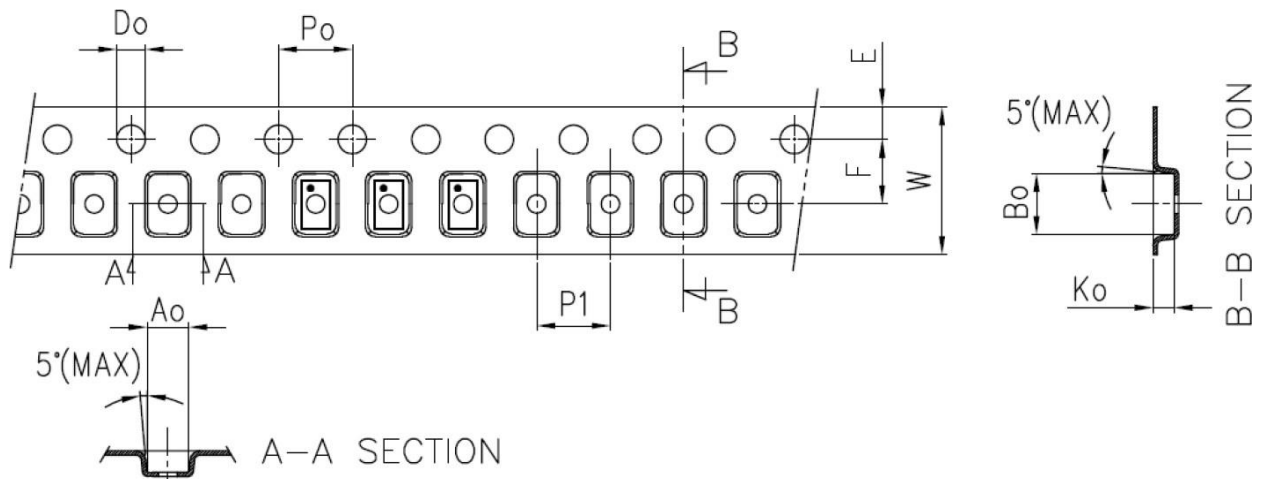 Do
Po
B
E
5°(MAX)
F
W
Bo
A
A
P1
B
Ko
B-B SECTION
Ao
5°(MAX)
A-A SECTION